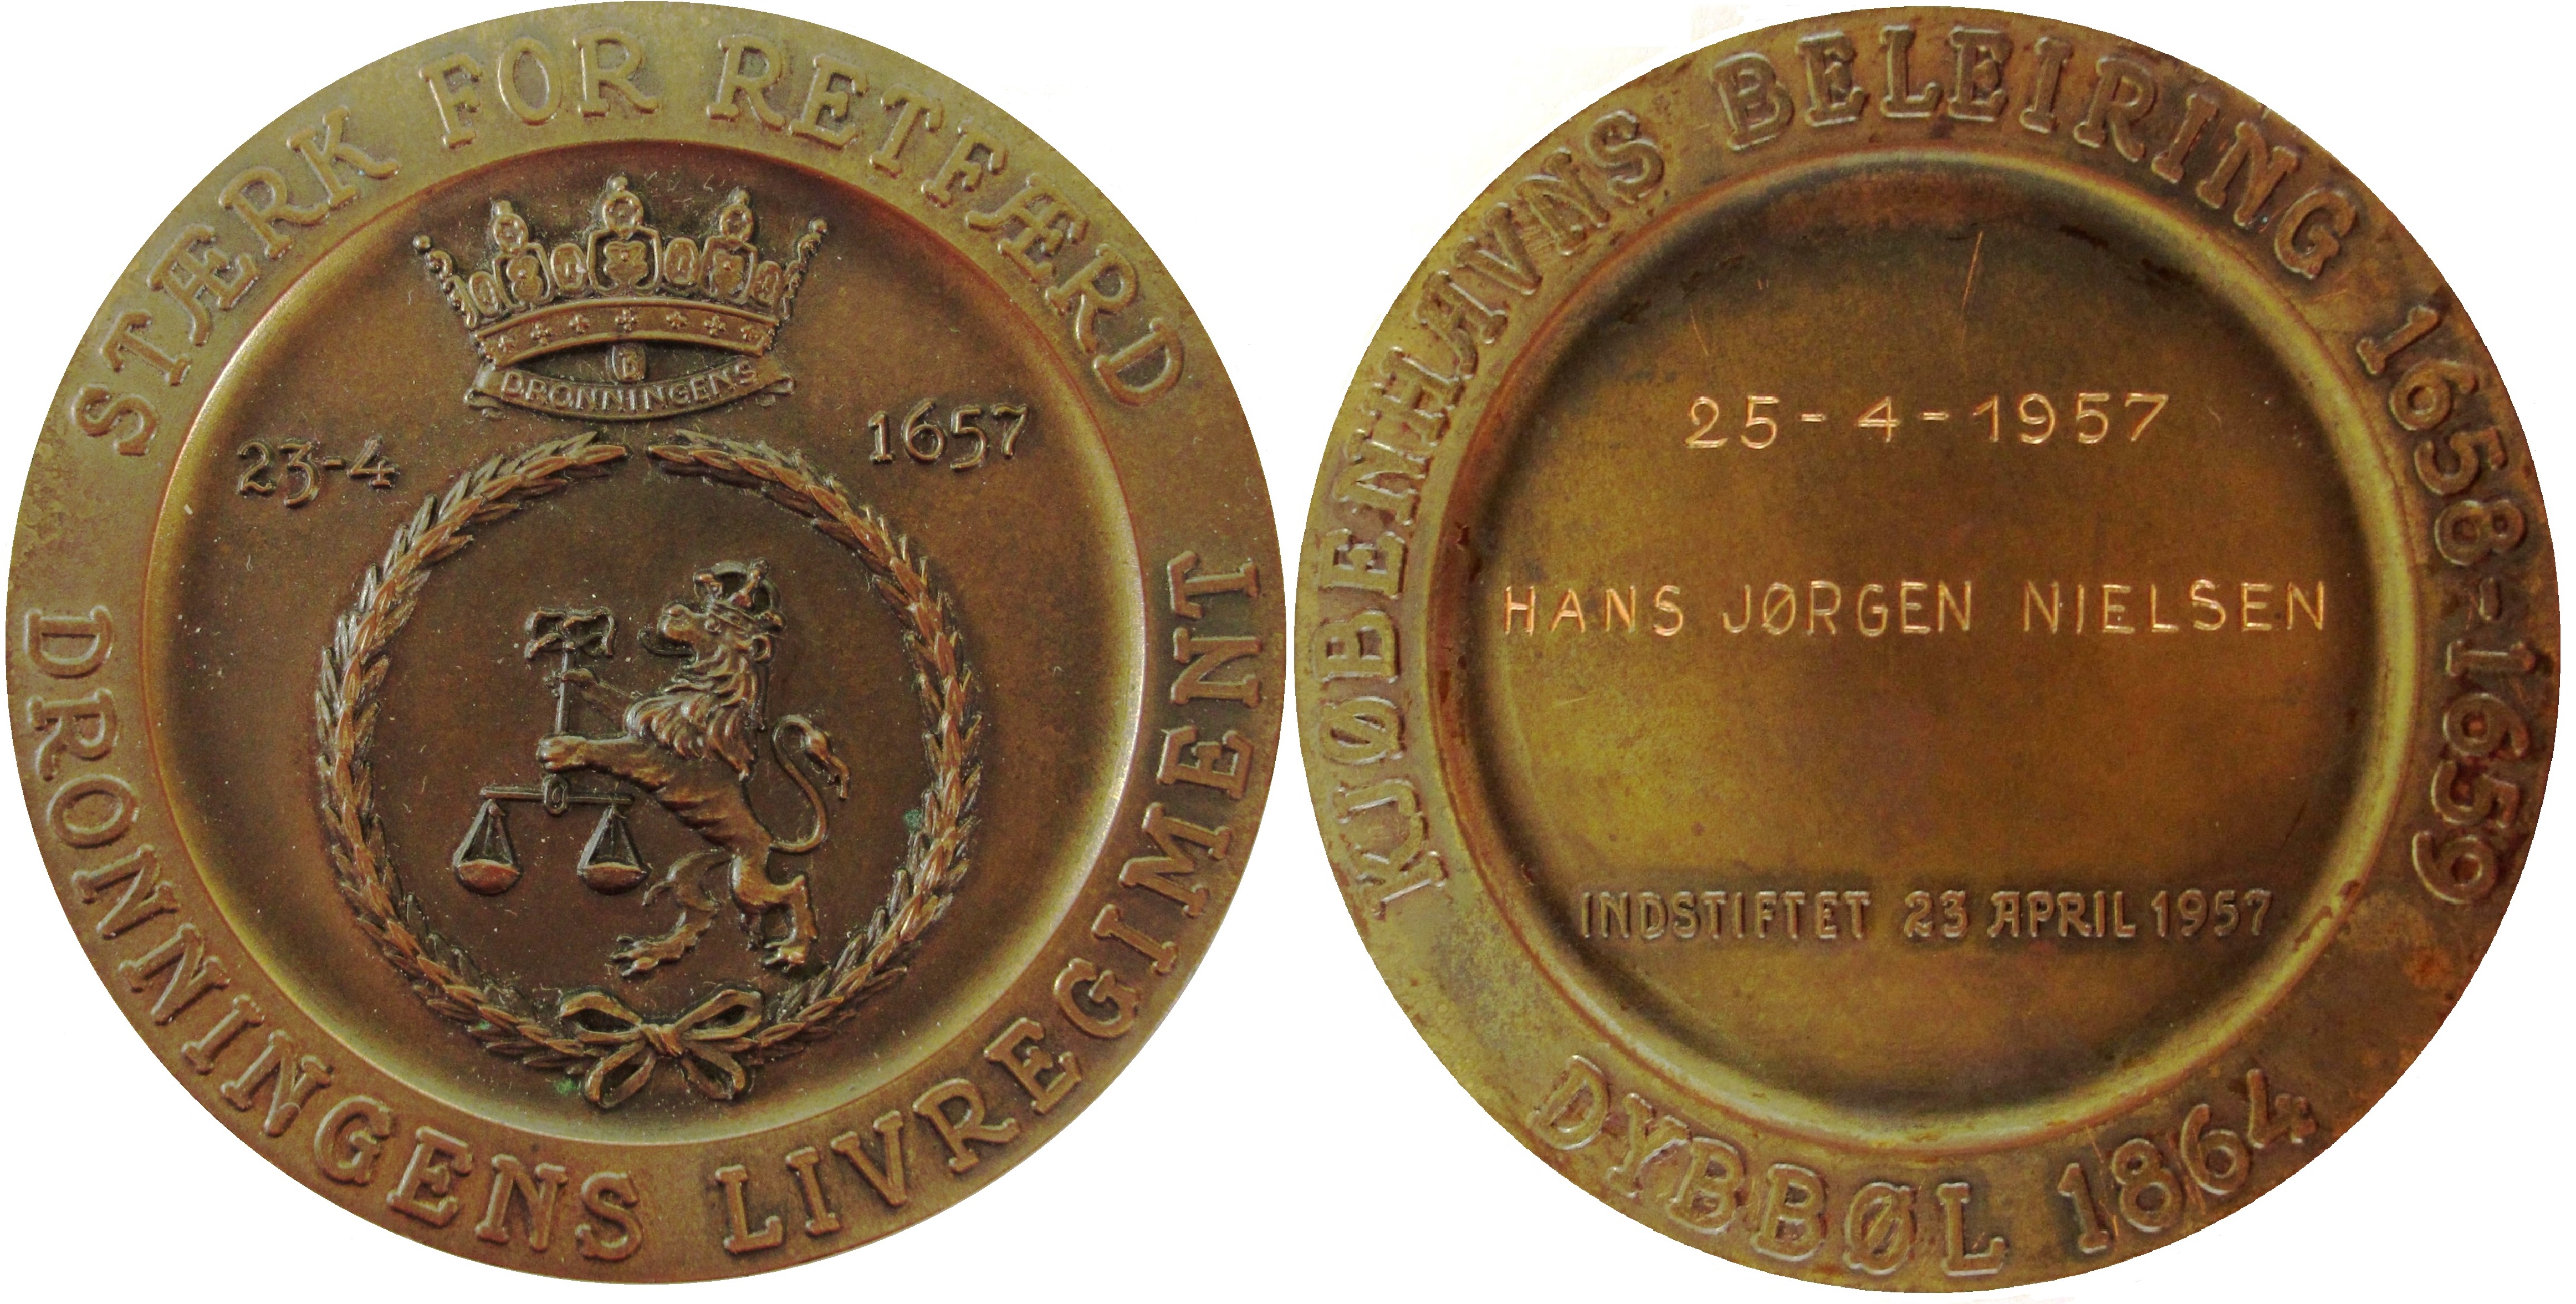 STÆRK FOR RETFÆRD
DRONNINGENS
23-4 1657
DRONNINGENS LIVREGIMENT
KJØBENHAVNS BELEIRING 1658-1659
25-4-1957
HANS JØRGEN NIELSEN
INDSTIFTET 23 APRIL 1957
DYBBØL 1864